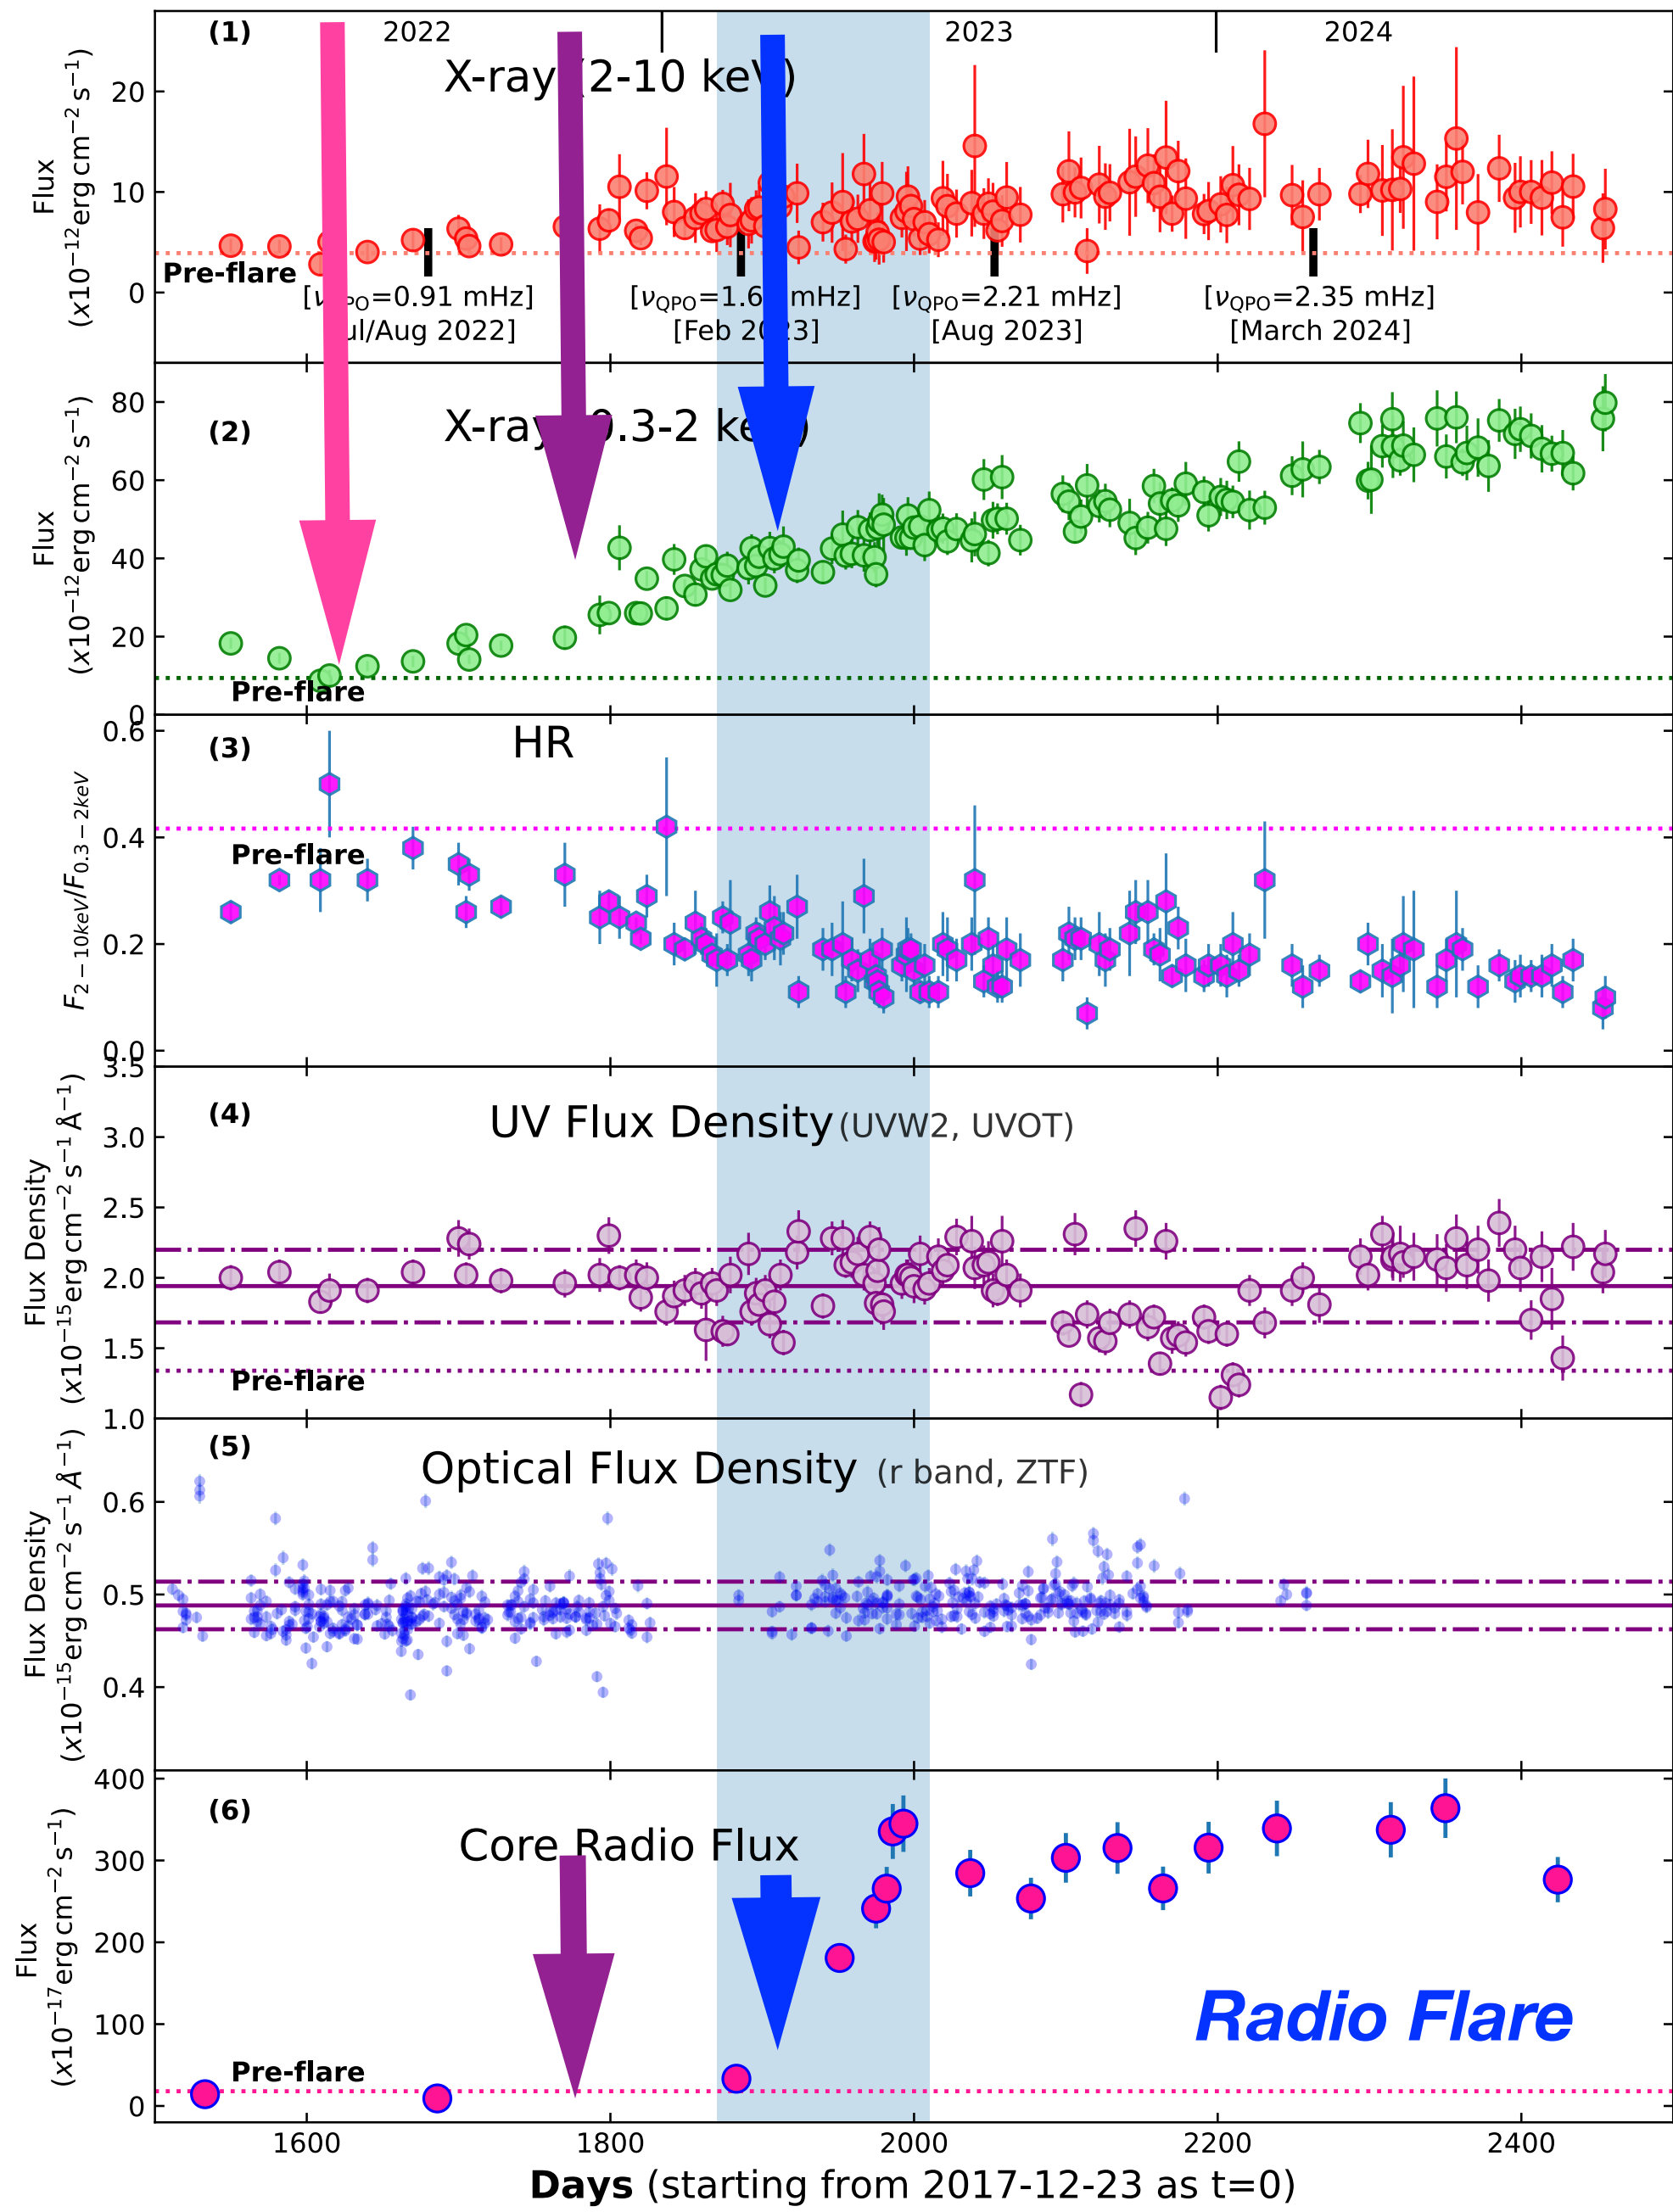 (1)
2022
2023
2024
X-ray (2-10 keV)
Flux
(x10⁻¹²erg cm⁻² s⁻¹)
20
10
0
Pre-flare
[ν_QPO=0.91 mHz]
ul/Aug 2022]
[ν_QPO=1.6 mHz]
[Feb 2023]
[ν_QPO=2.21 mHz]
[Aug 2023]
[ν_QPO=2.35 mHz]
[March 2024]
(2)
X-ray 0.3-2 keV)
Flux
(x10⁻¹²erg cm⁻² s⁻¹)
80
60
40
20
0
Pre-flare
(3)
HR
F₂₋₁₀keV/F₀.₃₋₂keV
0.6
0.4
0.2
0.0
Pre-flare
(4)
UV Flux Density (UVW2, UVOT)
Flux Density
(x10⁻¹⁵erg cm⁻² s⁻¹ Å⁻¹)
3.5
3.0
2.5
2.0
1.5
1.0
Pre-flare
(5)
Optical Flux Density (r band, ZTF)
Flux Density
(x10⁻¹⁵erg cm⁻² s⁻¹ Å⁻¹)
0.6
0.5
0.4
(6)
Core Radio Flux
Flux
(x10⁻¹⁷erg cm⁻² s⁻¹)
400
300
200
100
0
Pre-flare
Radio Flare
1600
1800
2000
2200
2400
Days (starting from 2017-12-23 as t=0)